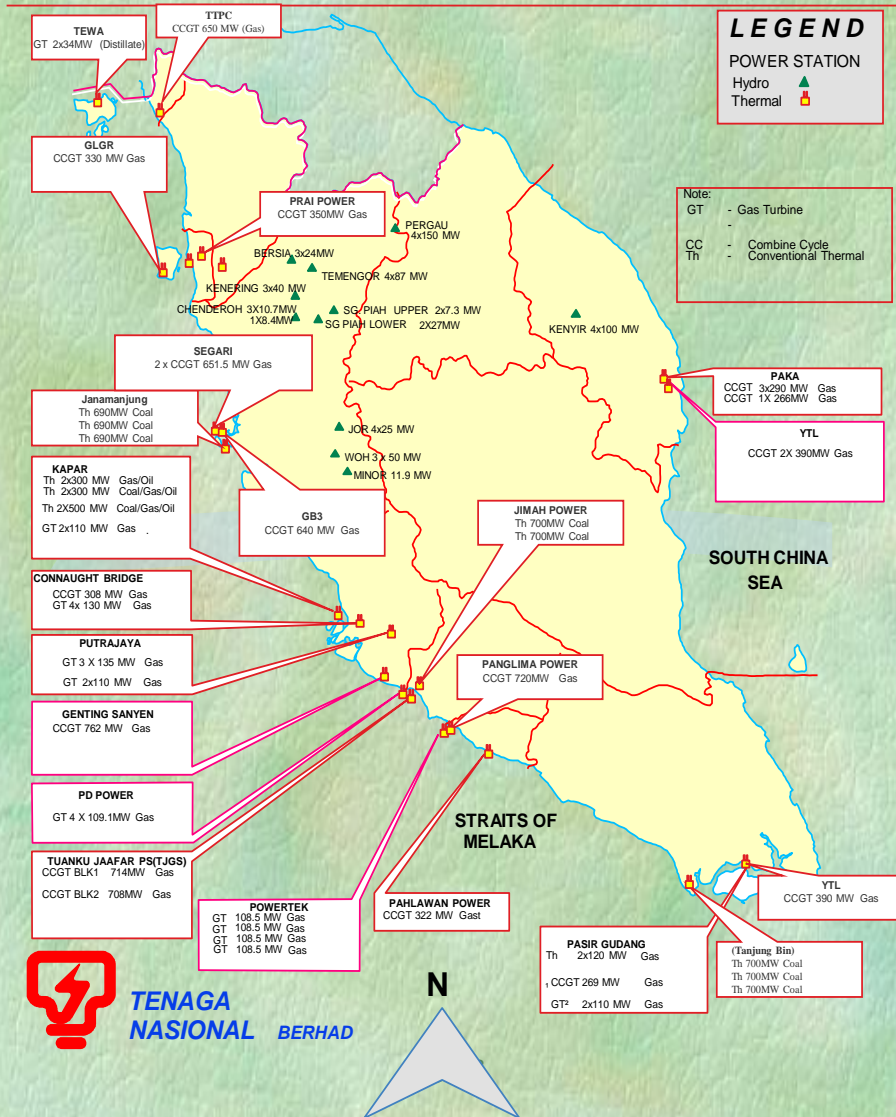 TEWA
GT 2x34MW (Distillate)
TTPC
CCGT 650 MW (Gas)
LEGEND
POWER STATION
Hydro
Thermal
GLGR
CCGT 330 MW Gas
PRAI POWER
CCGT 350MW Gas
Note:
GT - Gas Turbine
-
CC - Combine Cycle
Th - Conventional Thermal
PERGAU
4x150 MW
BERSIA 3x24MW
TEMENGOR 4x87 MW
KENERING 3x40 MW
CHENDEROH 3X10.7MW
1X8.4MW
SG. PIAH UPPER 2x7.3 MW
SG PIAH LOWER 2X27MW
KENYIR 4x100 MW
SEGARI
2 x CCGT 651.5 MW Gas
PAKA
CCGT 3x290 MW Gas
CCGT 1X 266MW Gas
Janamanjung
Th 690MW Coal
Th 690MW Coal
Th 690MW Coal
YTL
CCGT 2X 390MW Gas
JOR 4x25 MW
WOH 3 x 50 MW
MINOR 11.9 MW
KAPAR
Th 2x300 MW Gas/Oil
Th 2x300 MW Coal/Gas/Oil
Th 2X500 MW Coal/Gas/Oil
GT 2x110 MW Gas .
GB3
CCGT 640 MW Gas
JIMAH POWER
Th 700MW Coal
Th 700MW Coal
SOUTH CHINA
SEA
CONNAUGHT BRIDGE
CCGT 308 MW Gas
GT 4x 130 MW Gas
PUTRAJAYA
GT 3 X 135 MW Gas
GT 2x110 MW Gas
PANGLIMA POWER
CCGT 720MW Gas
GENTING SANYEN
CCGT 762 MW Gas
PD POWER
GT 4 X 109.1MW Gas
STRAITS OF
MELAKA
TUANKU JAAFAR PS(TJGS)
CCGT BLK1 714MW Gas
CCGT BLK2 708MW Gas
POWERTEK
GT 108.5 MW Gas
GT 108.5 MW Gas
GT 108.5 MW Gas
GT 108.5 MW Gas
PAHLAWAN POWER
CCGT 322 MW Gast
YTL
CCGT 390 MW Gas
PASIR GUDANG
Th 2x120 MW Gas
, CCGT 269 MW Gas
GT² 2x110 MW Gas
(Tanjung Bin)
Th 700MW Coal
Th 700MW Coal
Th 700MW Coal
TENAGA
NASIONAL BERHAD
N